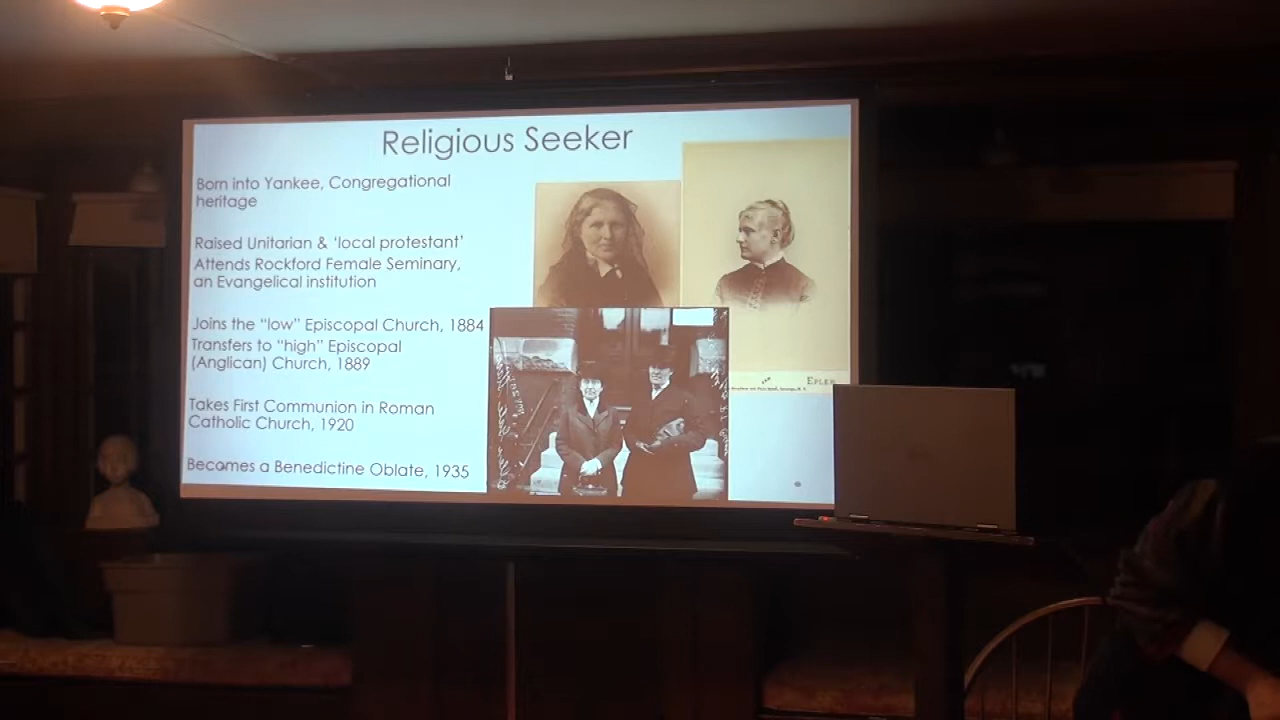 Religious Seeker
Born into Yankee, Congregational
heritage
Raised Unitarian & ‘local protestant’
Attends Rockford Female Seminary,
an Evangelical institution
Joins the “low” Episcopal Church, 1884
Transfers to “high” Episcopal
(Anglican) Church, 1889
Takes First Communion in Roman
Catholic Church, 1920
Becomes a Benedictine Oblate, 1935
EPLER